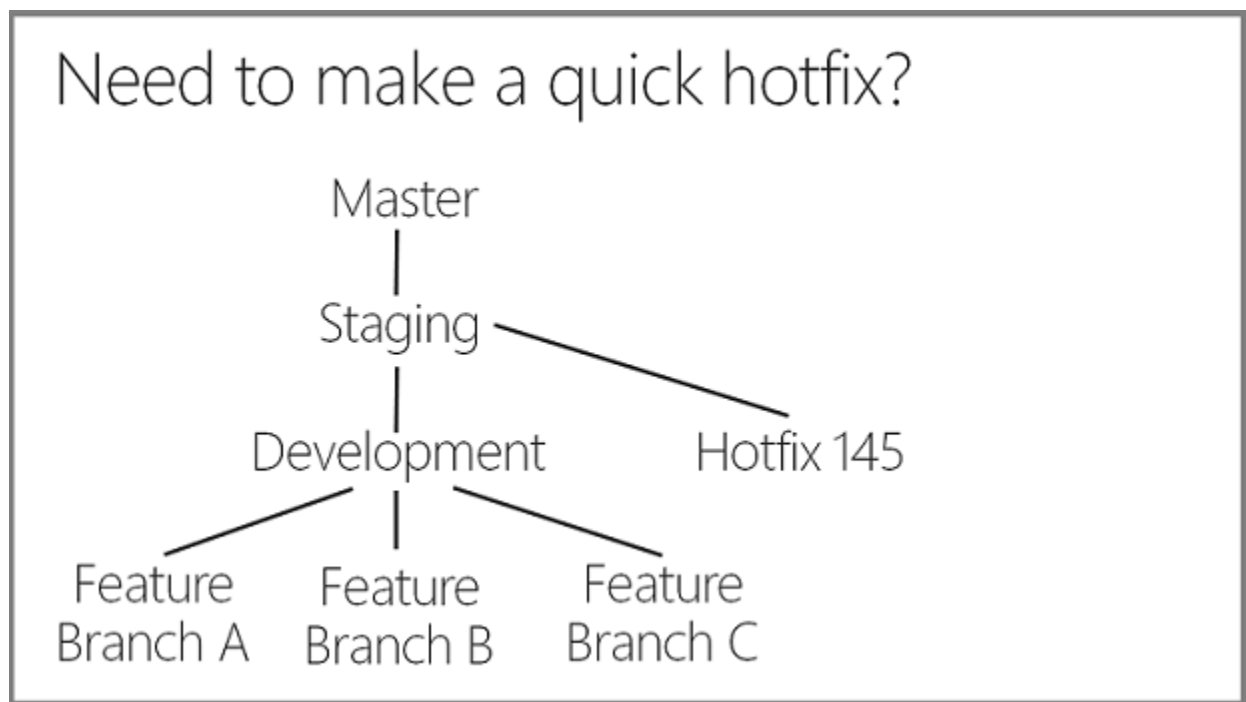 Need to make a quick hotfix?
Master
Staging
Development
Hotfix 145
Feature
Branch A
Feature
Branch B
Feature
Branch C